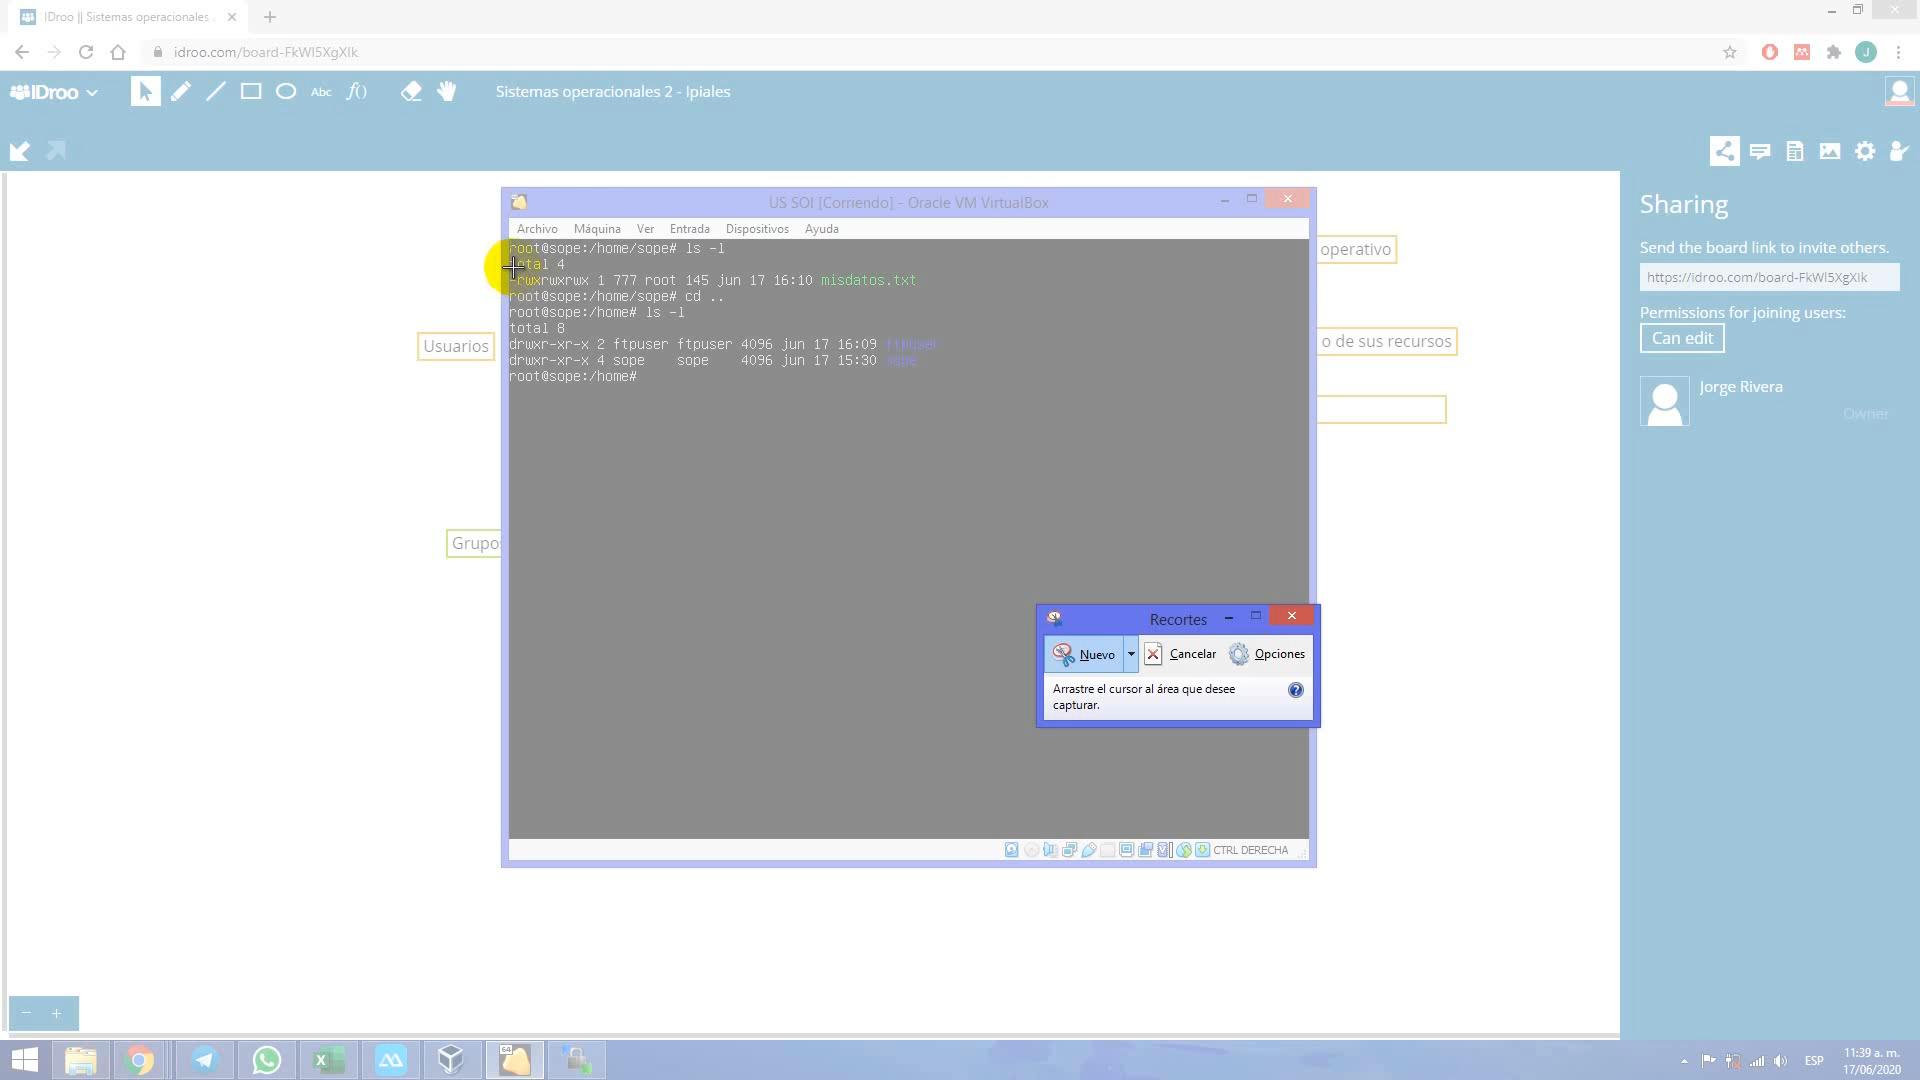 IDroo || Sistemas operacionales
idroo.com/board-FkWl5XgXIk
J
IDroo
Abc
f()
Sistemas operacionales 2 - Ipiales
US SOI [Corriendo] - Oracle VM VirtualBox
Archivo Máquina Ver Entrada Dispositivos Ayuda
root@sope:/home/sope# ls -l
total 4
-rwxrwxrwx 1 777 root 145 jun 17 16:10 misdatos.txt
root@sope:/home/sope# cd ..
root@sope:/home# ls -l
total 8
drwxr-xr-x 2 ftpuser ftpuser 4096 jun 17 16:09 ftpuser
drwxr-xr-x 4 sope sope 4096 jun 17 15:30 sope
root@sope:/home#
operativo
Usuarios
o de sus recursos
Grupos
Recortes
Nuevo
Cancelar
Opciones
Arrastre el cursor al área que desee
capturar.
CTRL DERECHA
Sharing
Send the board link to invite others.
https://idroo.com/board-FkWl5XgXIk
Permissions for joining users:
Can edit
Jorge Rivera
Owner
64
ESP
11:39 a. m.
17/06/2020